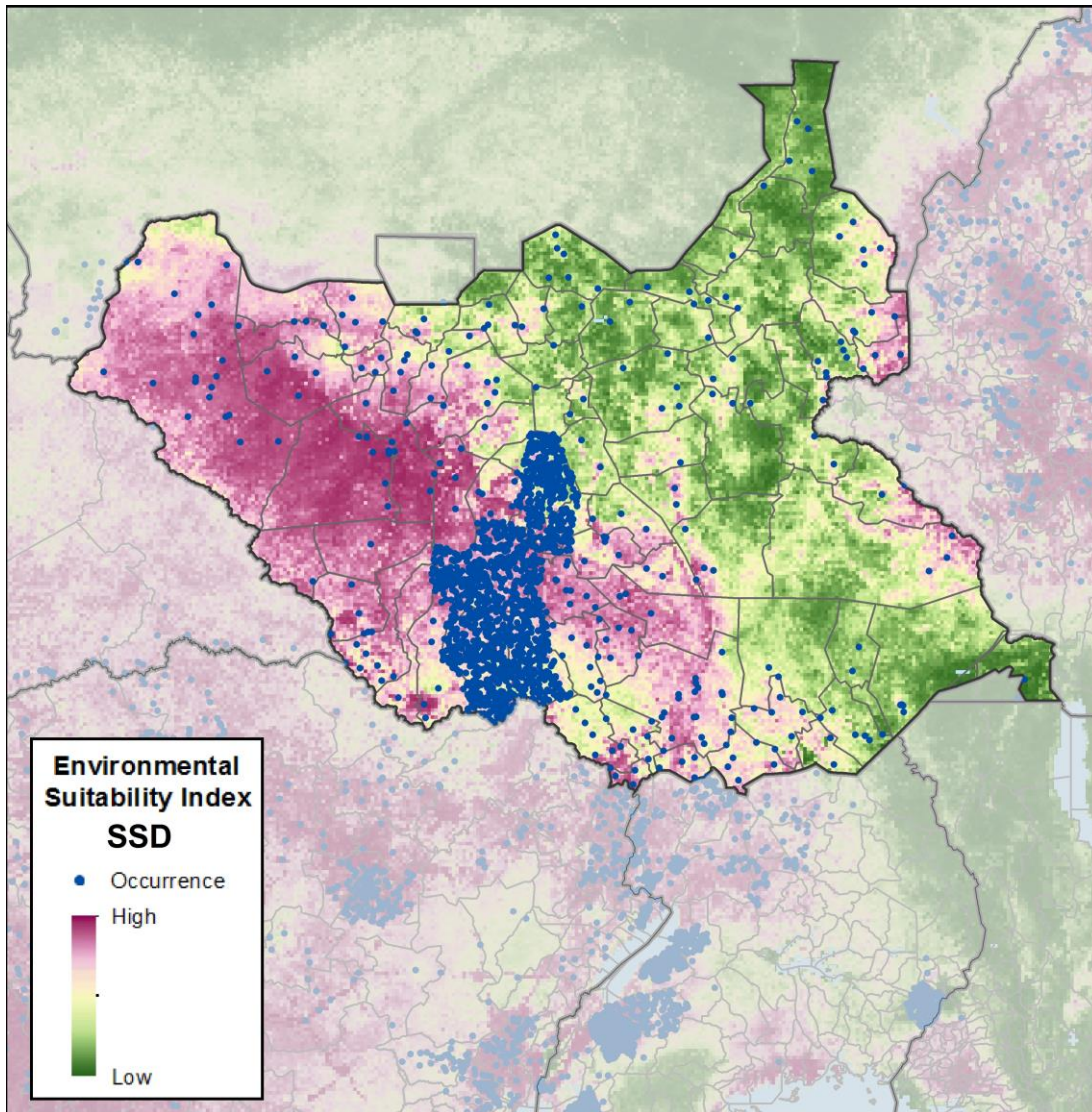 Environmental
Suitability Index
SSD
Occurrence
High
Low